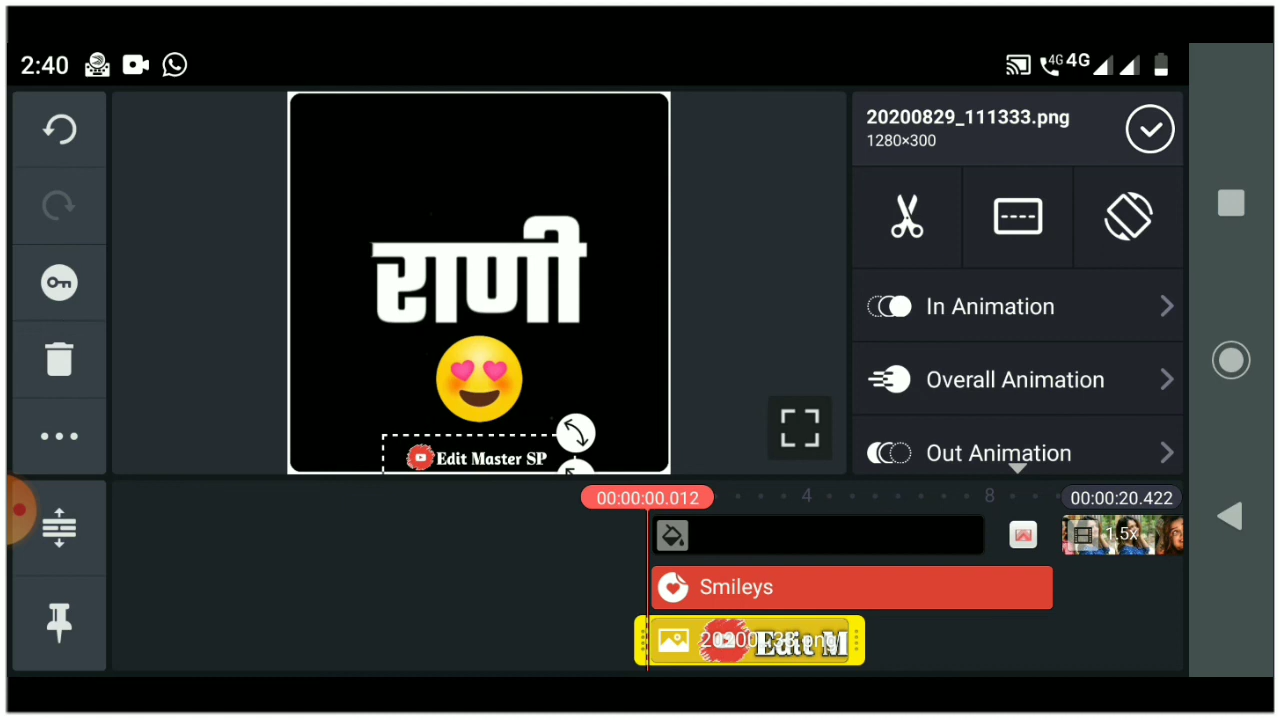 2:40
4G 4G
20200829_111333.png
1280×300
राणी
Edit Master SP
In Animation
Overall Animation
Out Animation
00:00:00.012
4
8
00:00:20.422
1.5x
Smileys
Edit M